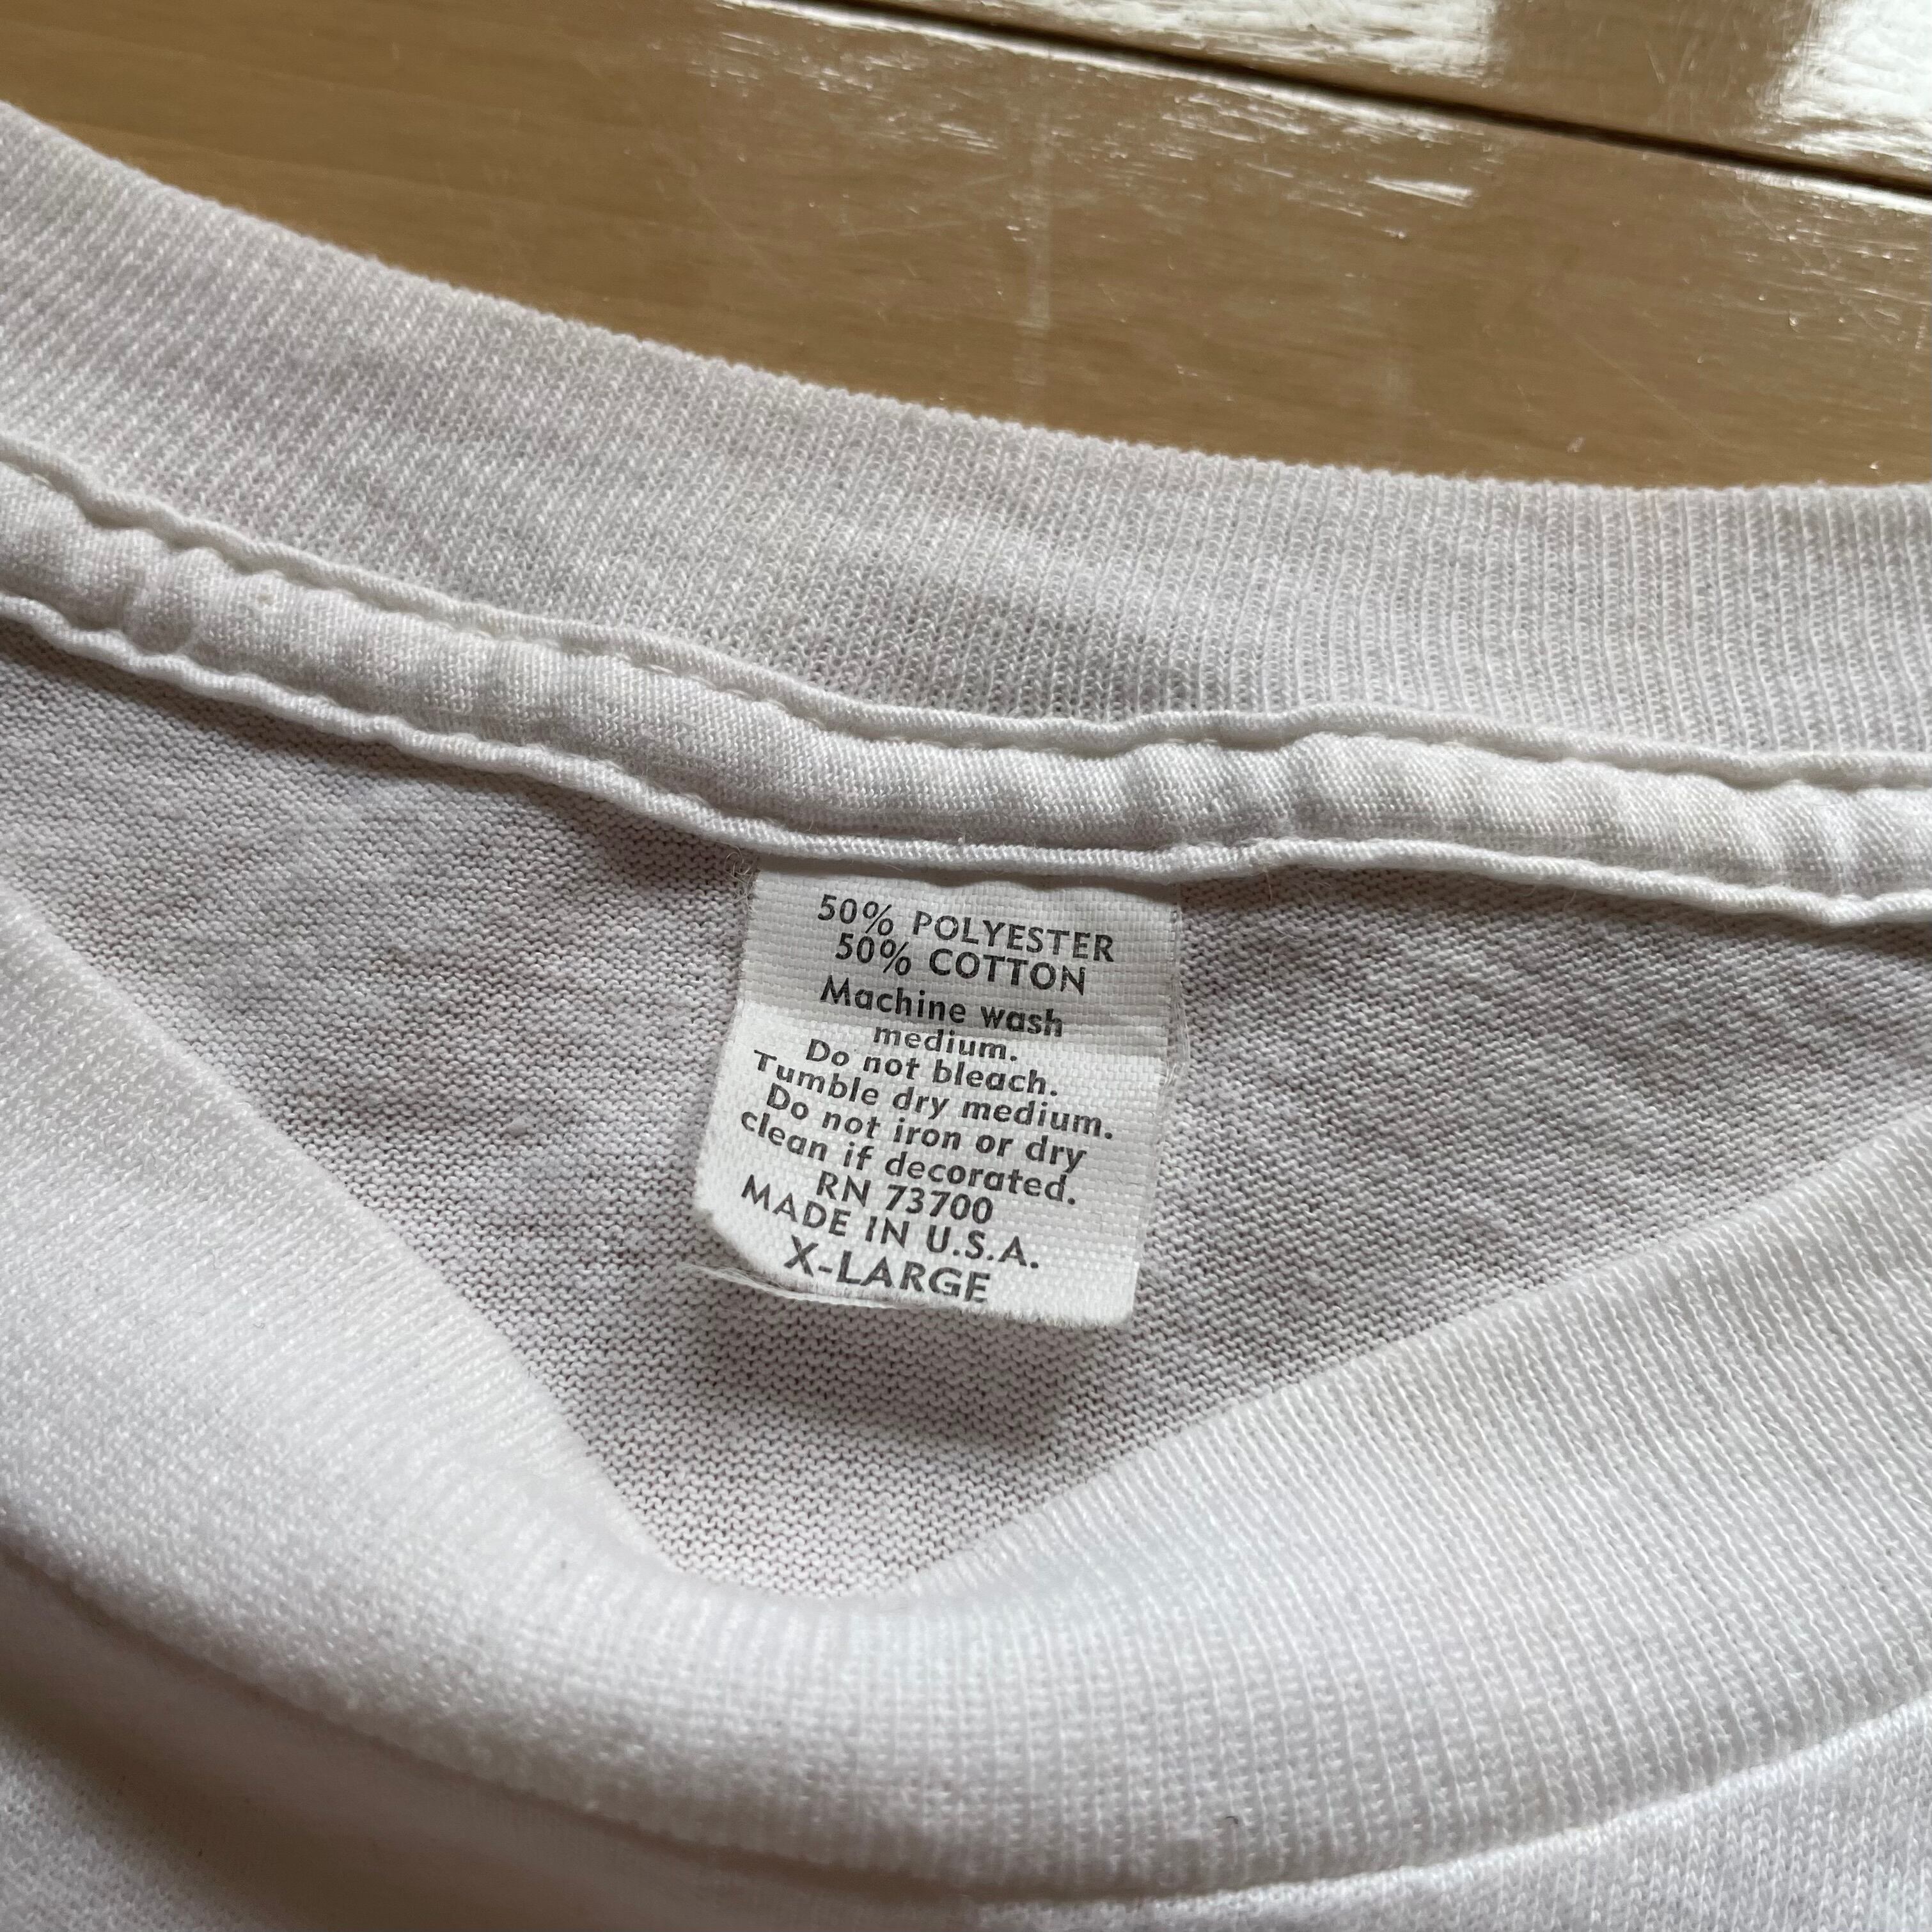 50% POLYESTER
50% COTTON
Machine wash
medium.
Do not bleach.
Tumble dry medium.
Do not iron or dry
clean if decorated.
RN 73700
MADE IN U.S.A.
X-LARGE